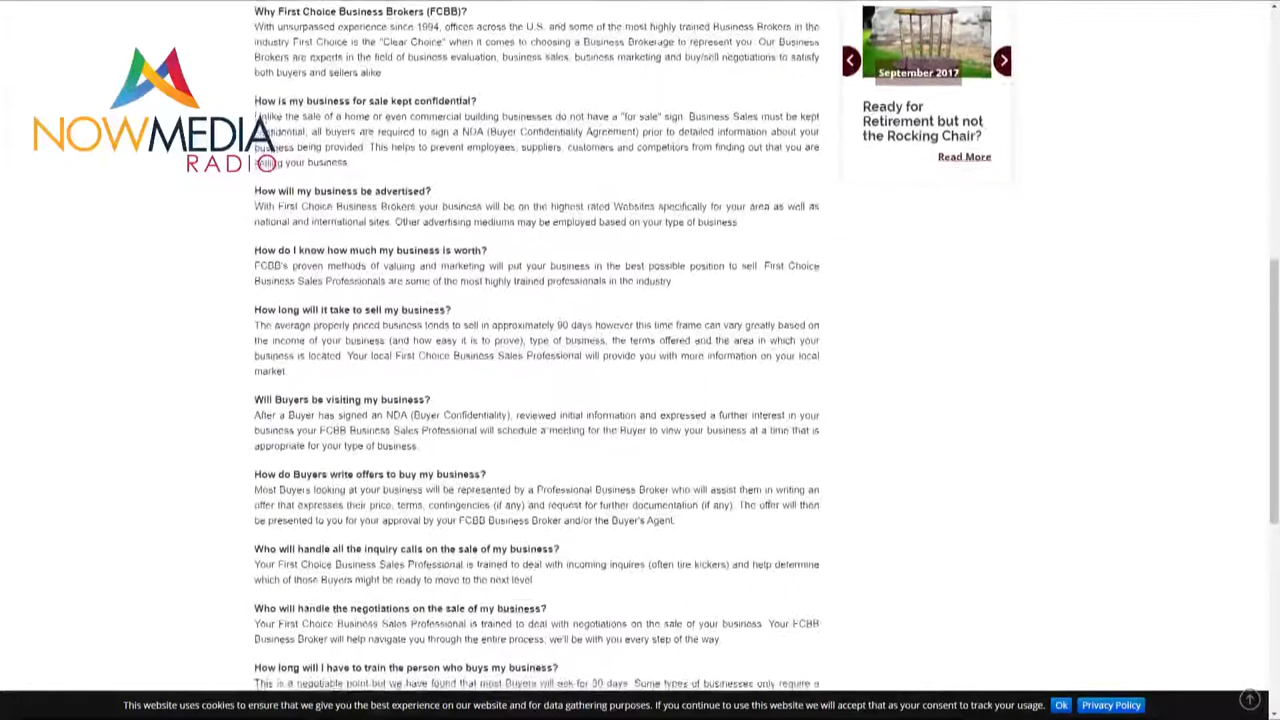 Why First Choice Business Brokers (FCBB)?
With unsurpassed experience since 1994, offices across the U.S. and some of the most highly trained Business Brokers in the
industry First Choice is the "Clear Choice" when it comes to choosing a Business Brokerage to represent you. Our Business
Brokers are experts in the field of business evaluation, business sales, business marketing and buy/sell negotiations to satisfy
both buyers and sellers alike
How is my business for sale kept confidential?
Unlike the sale of a home or even commercial building businesses do not have a "for sale" sign. Business Sales must be kept
confidential, all buyers are required to sign a NDA (Buyer Confidentiality Agreement) prior to detailed information about your
business being provided. This helps to prevent employees, suppliers, customers and competitors from finding out that you are
selling your business.
NOWMEDIA
RADIO
How will my business be advertised?
With First Choice Business Brokers your business will be on the highest rated Websites specifically for your area as well as
national and international sites. Other advertising mediums may be employed based on your type of business
How do I know how much my business is worth?
FCBB's proven methods of valuing and marketing will put your business in the best possible position to sell. First Choice
Business Sales Professionals are some of the most highly trained professionals in the industry
How long will it take to sell my business?
The average properly priced business tends to sell in approximately 90 days however this time frame can vary greatly based on
the income of your business (and how easy it is to prove), type of business, the terms offered and the area in which your
business is located. Your local First Choice Business Sales Professional will provide you with more information on your local
market.
Will Buyers be visiting my business?
After a Buyer has signed an NDA (Buyer Confidentiality), reviewed initial information and expressed a further interest in your
business your FCBB Business Sales Professional will schedule a meeting for the Buyer to view your business at a time that is
appropriate for your type of business.
How do Buyers write offers to buy my business?
Most Buyers looking at your business will be represented by a Professional Business Broker who will assist them in writing an
offer that expresses their price, terms, contingencies (if any) and request for further documentation (if any). The offer will then
be presented to you for your approval by your FCBB Business Broker and/or the Buyer's Agent.
Who will handle all the inquiry calls on the sale of my business?
Your First Choice Business Sales Professional is trained to deal with incoming inquires (often tire kickers) and help determine
which of those Buyers might be ready to move to the next level
Who will handle the negotiations on the sale of my business?
Your First Choice Business Sales Professional is trained to deal with negotiations on the sale of your business. Your FCBB
Business Broker will help navigate you through the entire process, we'll be with you every step of the way.
How long will I have to train the person who buys my business?
This is a negotiable point but we have found that most Buyers will ask for 30 days. Some types of businesses only require a
September 2017
Ready for
Retirement but not
the Rocking Chair?
Read More
This website uses cookies to ensure that we give you the best experience on our website and for data gathering purposes. If you continue to use this website we will accept that as your consent to track your usage. Ok Privacy Policy